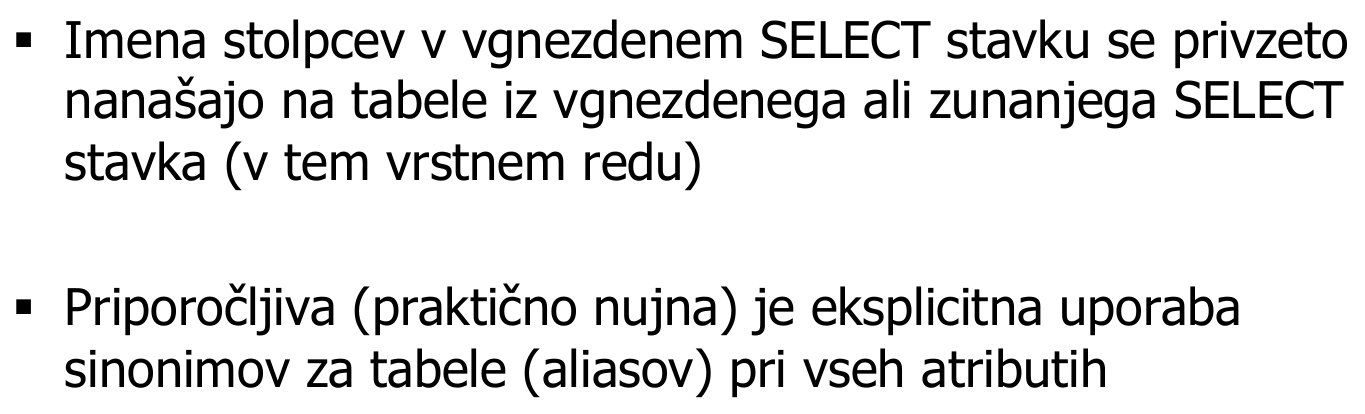 ▪ Imena stolpcev v vgnezdenem SELECT stavku se privzeto
nanašajo na tabele iz vgnezdenega ali zunanjega SELECT
stavka (v tem vrstnem redu)
▪ Priporočljiva (praktično nujna) je eksplicitna uporaba
sinonimov za tabele (aliasov) pri vseh atributih